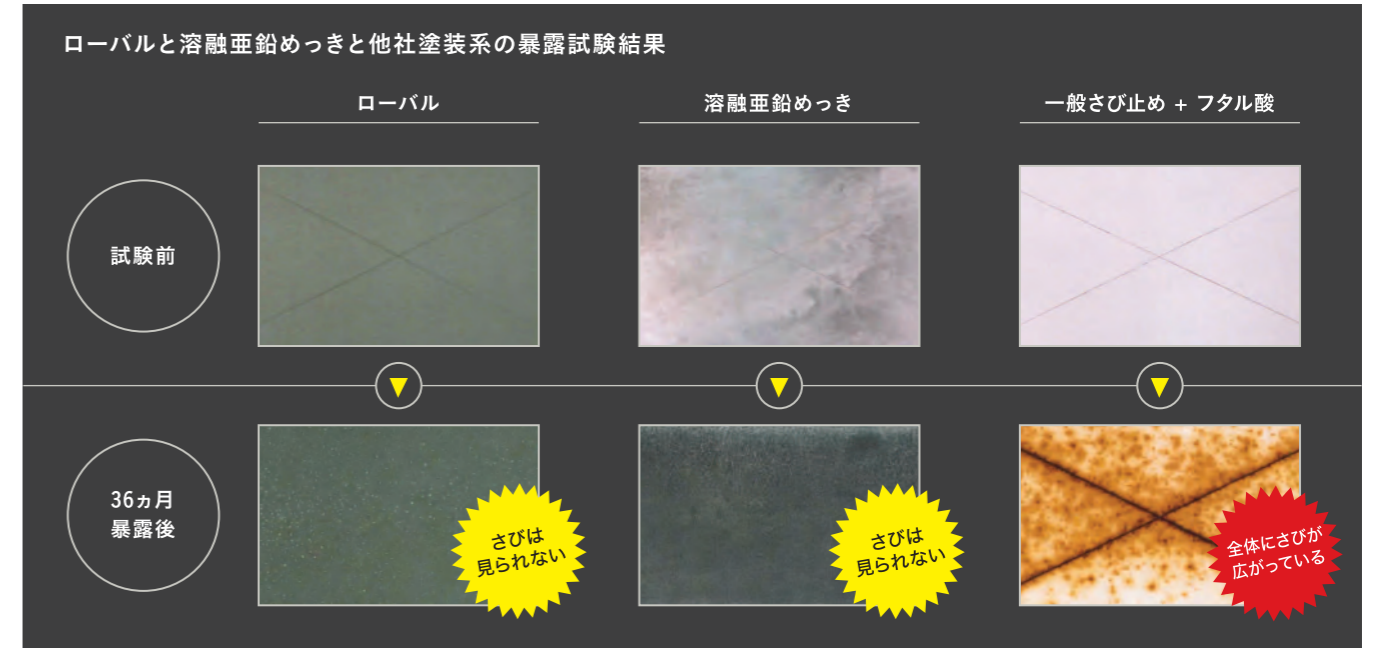 ローバルと溶融亜鉛めっきと他社塗装系の暴露試験結果
ローバル
溶融亜鉛めっき
一般さび止め + フタル酸
試験前
36ヵ月
暴露後
さびは
見られない
さびは
見られない
全体にさびが
広がっている